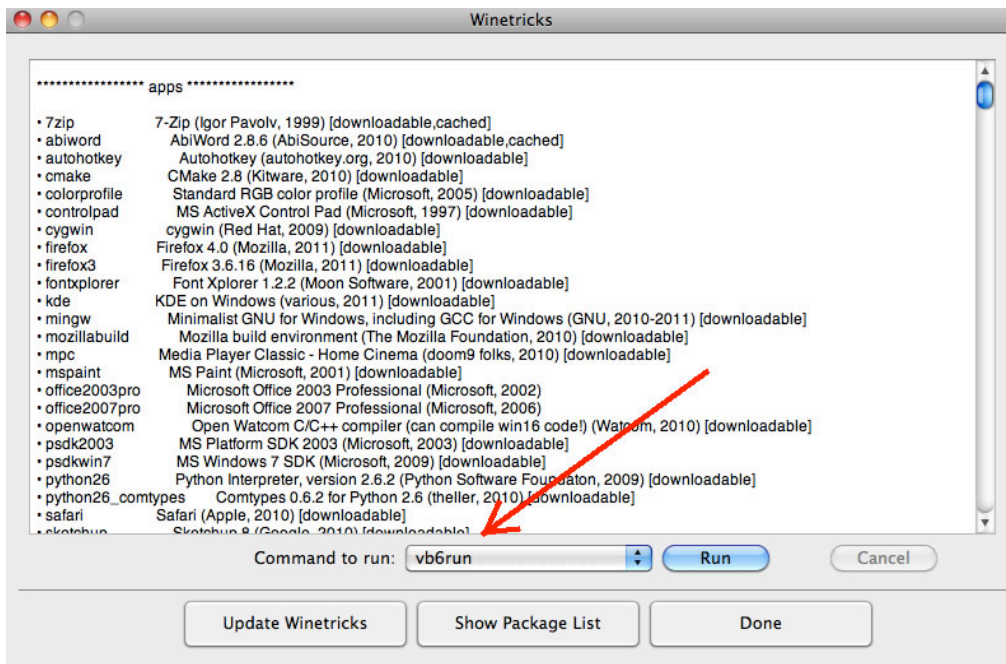 Winetricks
***************** apps *****************
• 7zip 7-Zip (Igor Pavolv, 1999) [downloadable,cached]
• abiword AbiWord 2.8.6 (AbiSource, 2010) [downloadable,cached]
• autohotkey Autohotkey (autohotkey.org, 2010) [downloadable]
• cmake CMake 2.8 (Kitware, 2010) [downloadable]
• colorprofile Standard RGB color profile (Microsoft, 2005) [downloadable]
• controlpad MS ActiveX Control Pad (Microsoft, 1997) [downloadable]
• cygwin cygwin (Red Hat, 2009) [downloadable]
• firefox Firefox 4.0 (Mozilla, 2011) [downloadable]
• firefox3 Firefox 3.6.16 (Mozilla, 2011) [downloadable]
• fontxplorer Font Xplorer 1.2.2 (Moon Software, 2001) [downloadable]
• kde KDE on Windows (various, 2011) [downloadable]
• mingw Minimalist GNU for Windows, including GCC for Windows (GNU, 2010-2011) [downloadable]
• mozillabuild Mozilla build environment (The Mozilla Foundation, 2010) [downloadable]
• mpc Media Player Classic - Home Cinema (doom9 folks, 2010) [downloadable]
• mspaint MS Paint (Microsoft, 2001) [downloadable]
• office2003pro Microsoft Office 2003 Professional (Microsoft, 2002)
• office2007pro Microsoft Office 2007 Professional (Microsoft, 2006)
• openwatcom Open Watcom C/C++ compiler (can compile win16 code!) (Watcom, 2010) [downloadable]
• psdk2003 MS Platform SDK 2003 (Microsoft, 2003) [downloadable]
• psdkwin7 MS Windows 7 SDK (Microsoft, 2009) [downloadable]
• python26 Python Interpreter, version 2.6.2 (Python Software Foundaton, 2009) [downloadable]
• python26_comtypes Comtypes 0.6.2 for Python 2.6 (theller, 2010) [downloadable]
• safari Safari (Apple, 2010) [downloadable]
• sketchup Sketchup 8 (Google, 2010) [downloadable]
Command to run: vb6run Run Cancel
Update Winetricks Show Package List Done